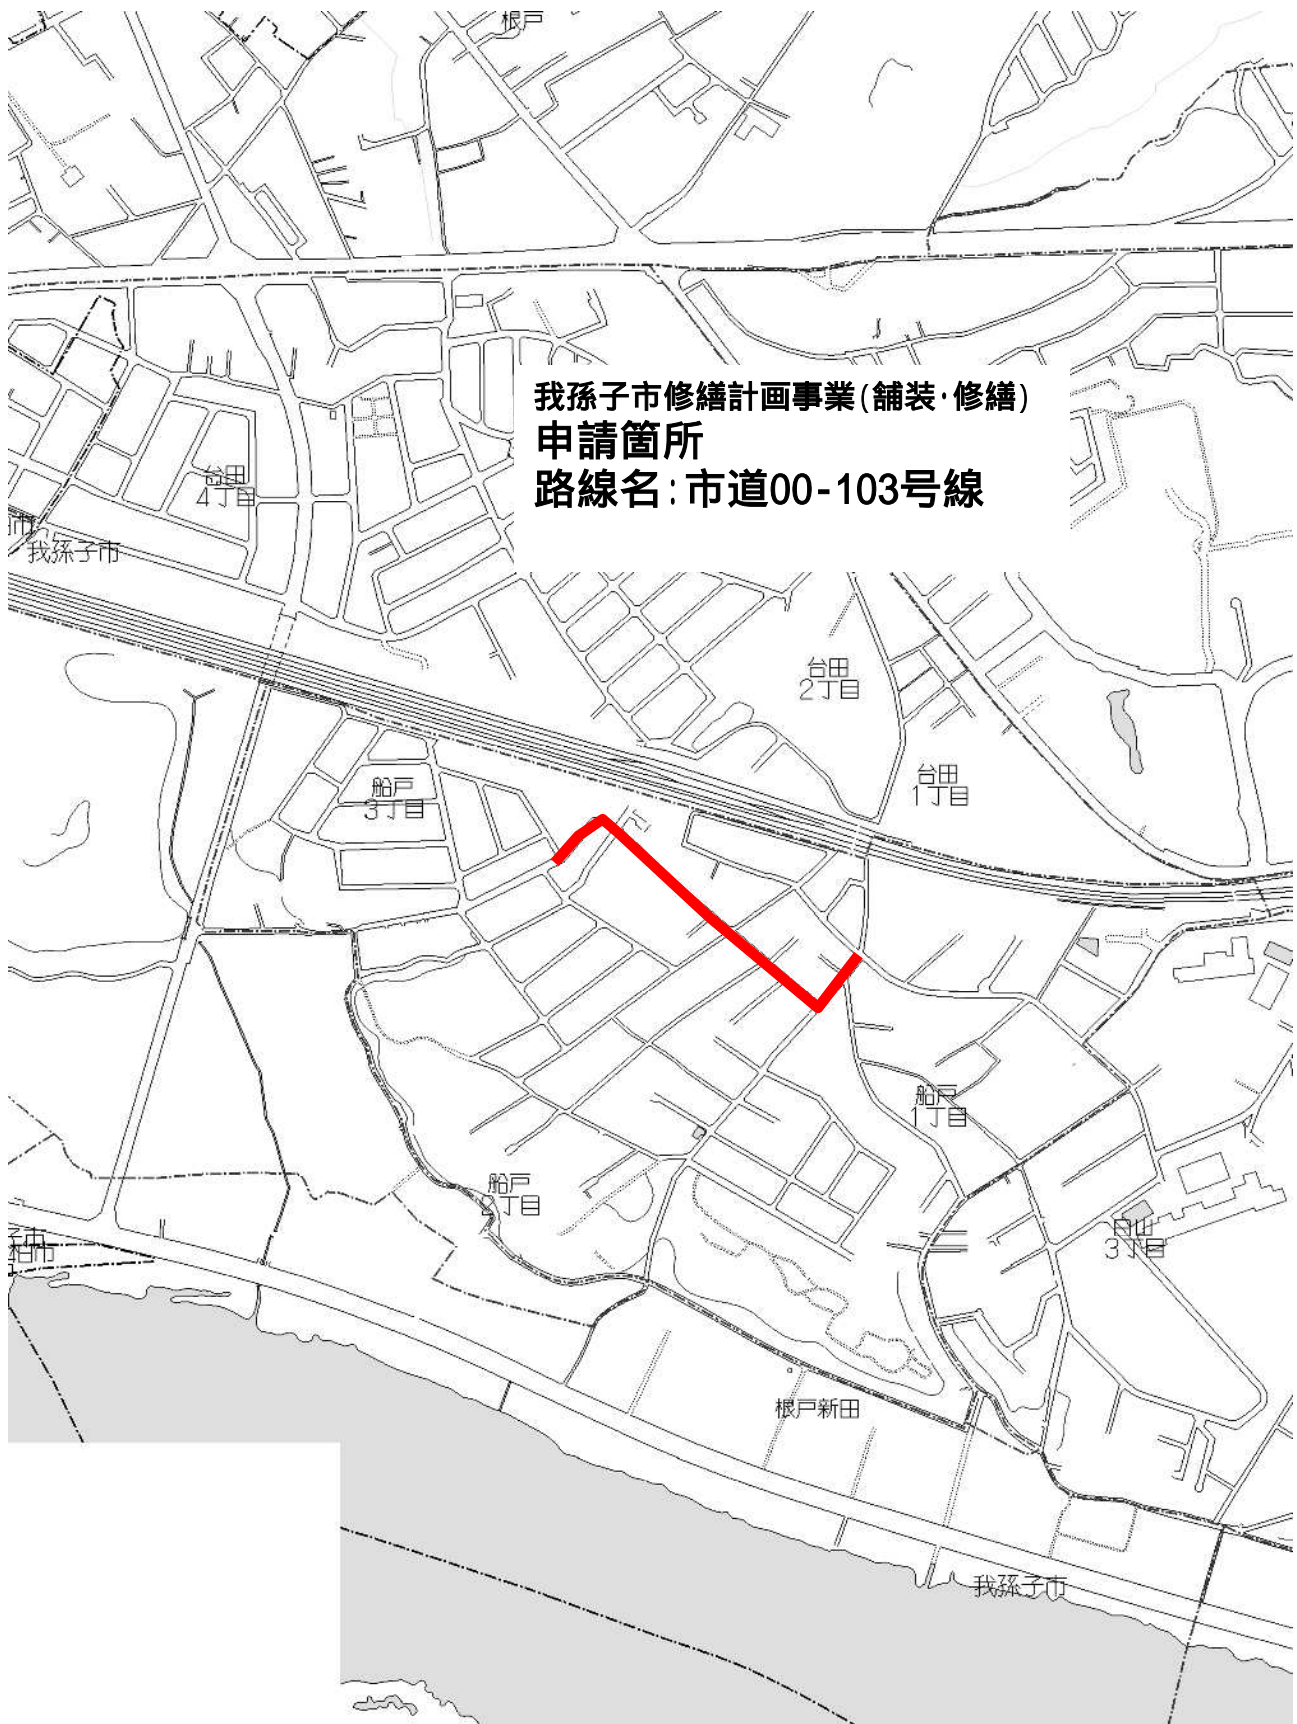 根戸
我孫子市修繕計画事業(舗装・修繕)
申請箇所
路線名:市道00-103号線
台田
4丁目
我孫子市
台田
2丁目
台田
1丁目
船戸
3丁目
船戸
1丁目
船戸
2丁目
白山
3丁目
根戸新田
我孫子市